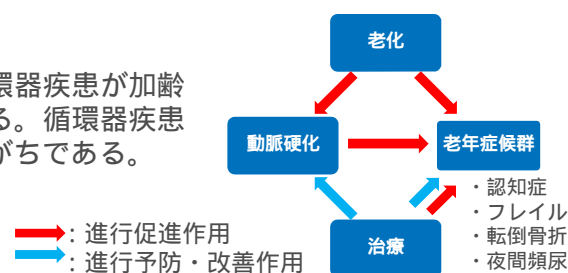 老化
環器疾患が加齢
る。循環器疾患
がちである。
動脈硬化
老年症候群
・認知症
・フレイル
・転倒骨折
・夜間頻尿
治療
：進行促進作用
：進行予防・改善作用